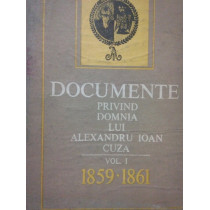 DOCUMENTE
PRIVIND
DOMNIA
LUI
ALEXANDRU IOAN
CUZA
VOL. I
1859-1861